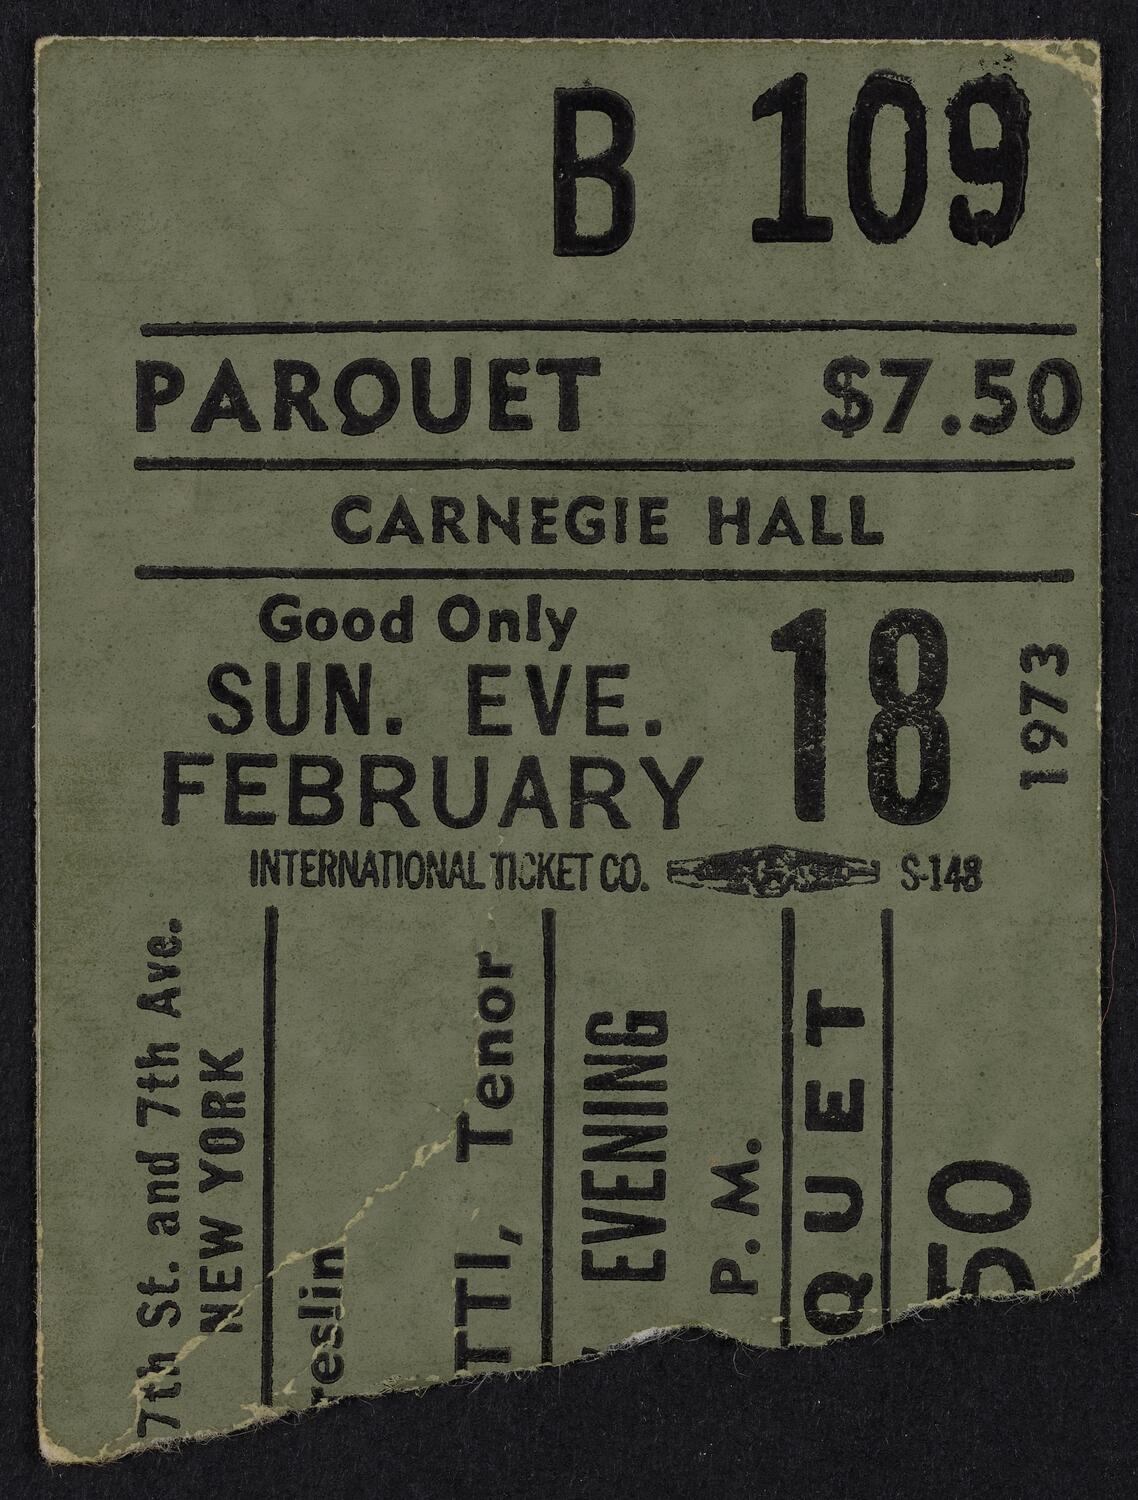 B 109
PARQUET $7.50
CARNEGIE HALL
Good Only
SUN. EVE.
FEBRUARY 18 1973
INTERNATIONAL TICKET CO. S-148
7th St. and 7th Ave.
NEW YORK
reslin
TTI, Tenor
EVENING
P. M.
QUET
50